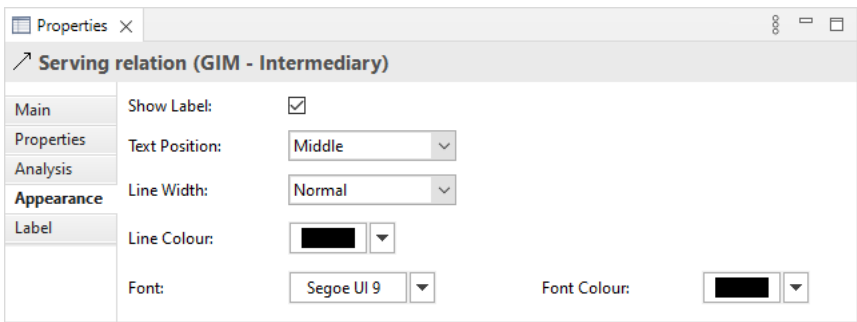 Properties
Serving relation (GIM - Intermediary)
Main
Properties
Analysis
Appearance
Label
Show Label:
Text Position: Middle
Line Width: Normal
Line Colour:
Font: Segoe UI 9 Font Colour: